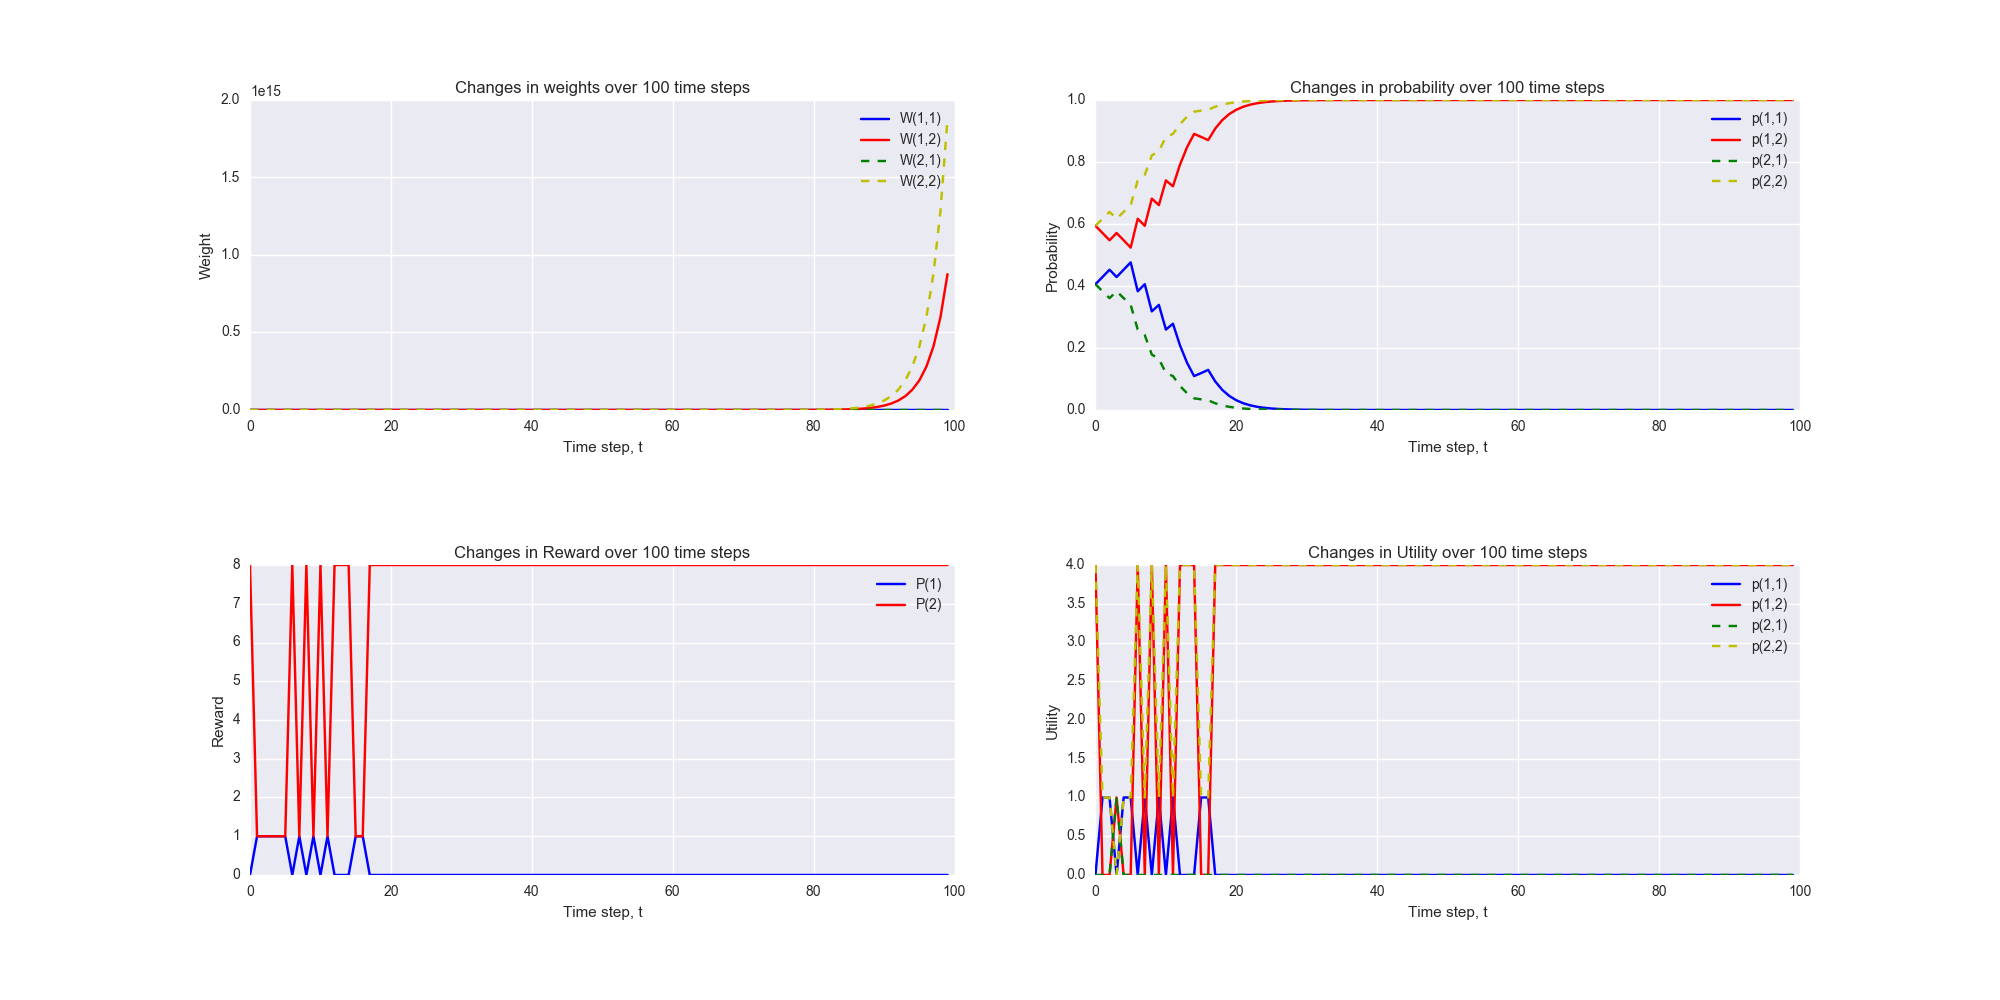 Changes in weights over 100 time steps
1e15
2.0
1.5
1.0
0.5
0.0
Weight
W(1,1)
W(1,2)
W(2,1)
W(2,2)
0 20 40 60 80 100
Time step, t
Changes in probability over 100 time steps
1.0
0.8
0.6
0.4
0.2
0.0
Probability
p(1,1)
p(1,2)
p(2,1)
p(2,2)
0 20 40 60 80 100
Time step, t
Changes in Reward over 100 time steps
8
7
6
5
4
3
2
1
0
Reward
P(1)
P(2)
0 20 40 60 80 100
Time step, t
Changes in Utility over 100 time steps
4.0
3.5
3.0
2.5
2.0
1.5
1.0
0.5
0.0
Utility
p(1,1)
p(1,2)
p(2,1)
p(2,2)
0 20 40 60 80 100
Time step, t